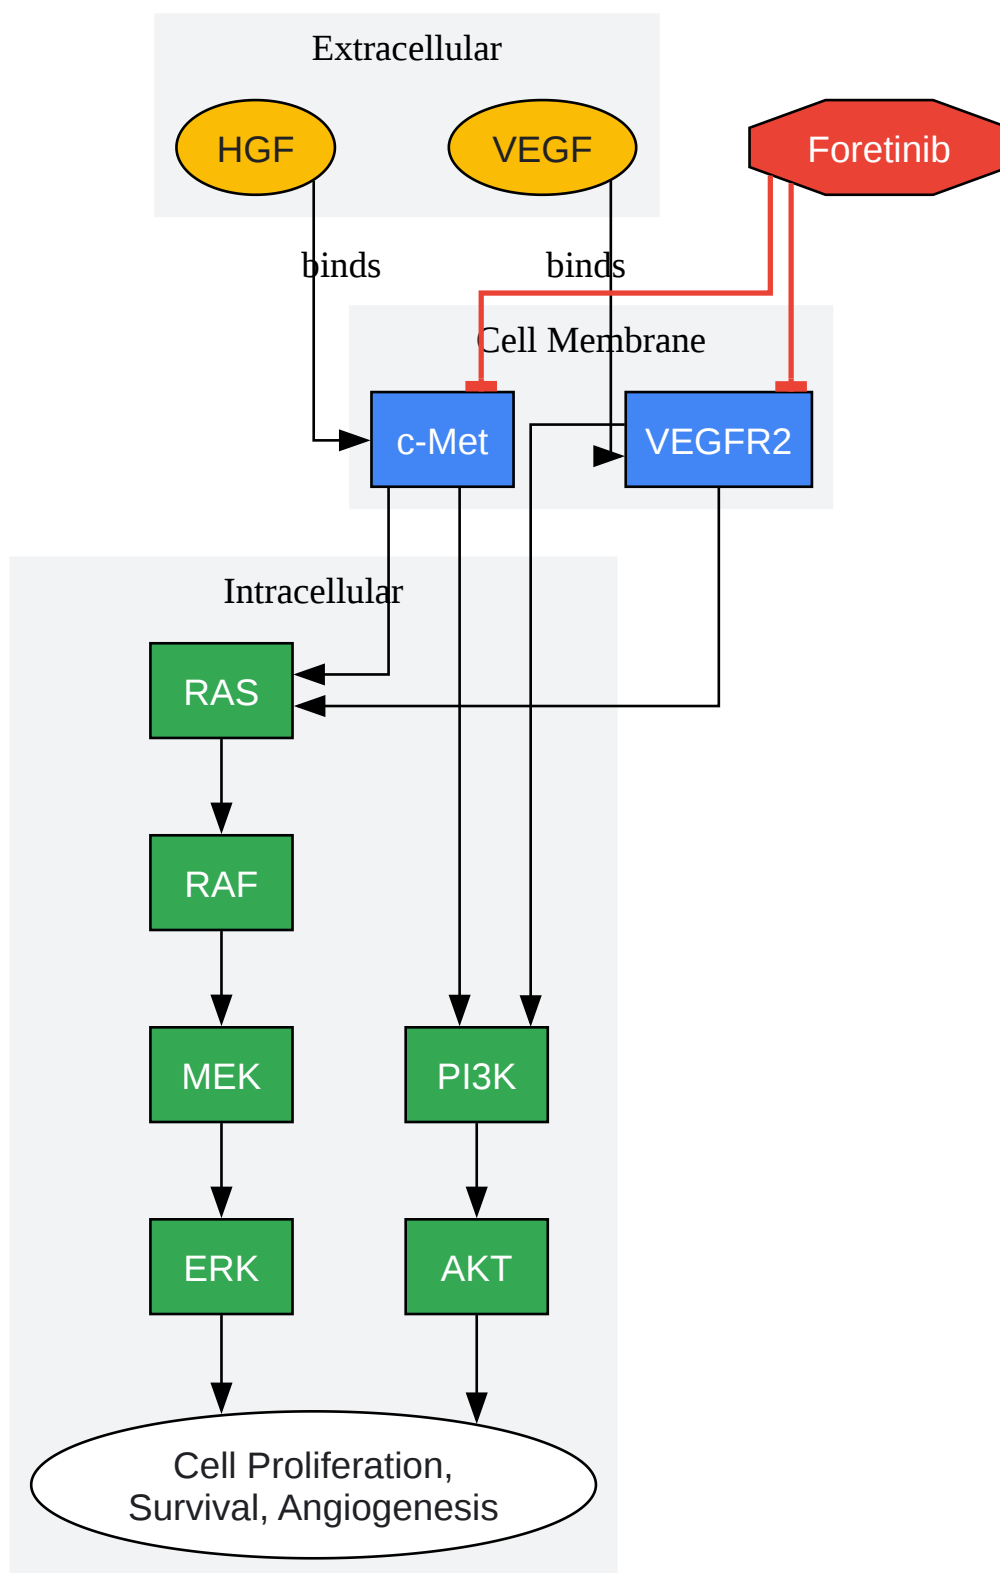 Extracellular
HGF
VEGF
Foretinib
binds
binds
Cell Membrane
c-Met
VEGFR2
Intracellular
RAS
RAF
MEK
PI3K
ERK
AKT
Cell Proliferation,
Survival, Angiogenesis